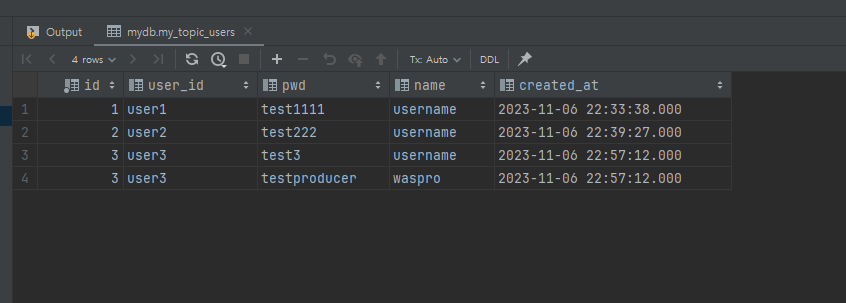 Output mydb.my_topic_users
4 rows Tx: Auto DDL
id user_id pwd name created_at
1 1 user1 test1111 username 2023-11-06 22:33:38.000
2 2 user2 test222 username 2023-11-06 22:39:27.000
3 3 user3 test3 username 2023-11-06 22:57:12.000
4 3 user3 testproducer waspro 2023-11-06 22:57:12.000